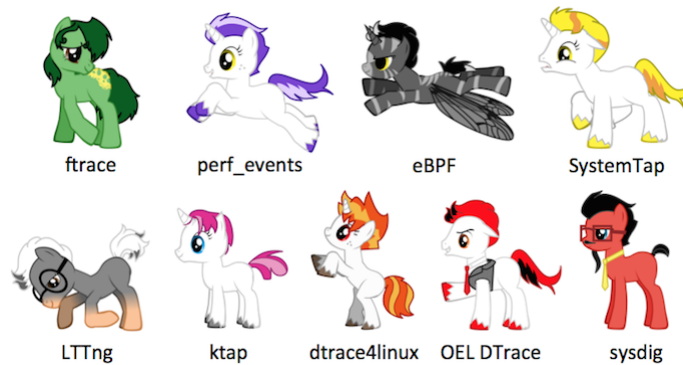 ftrace
perf_events
eBPF
SystemTap
LTTng
ktap
dtrace4linux
OEL DTrace
sysdig